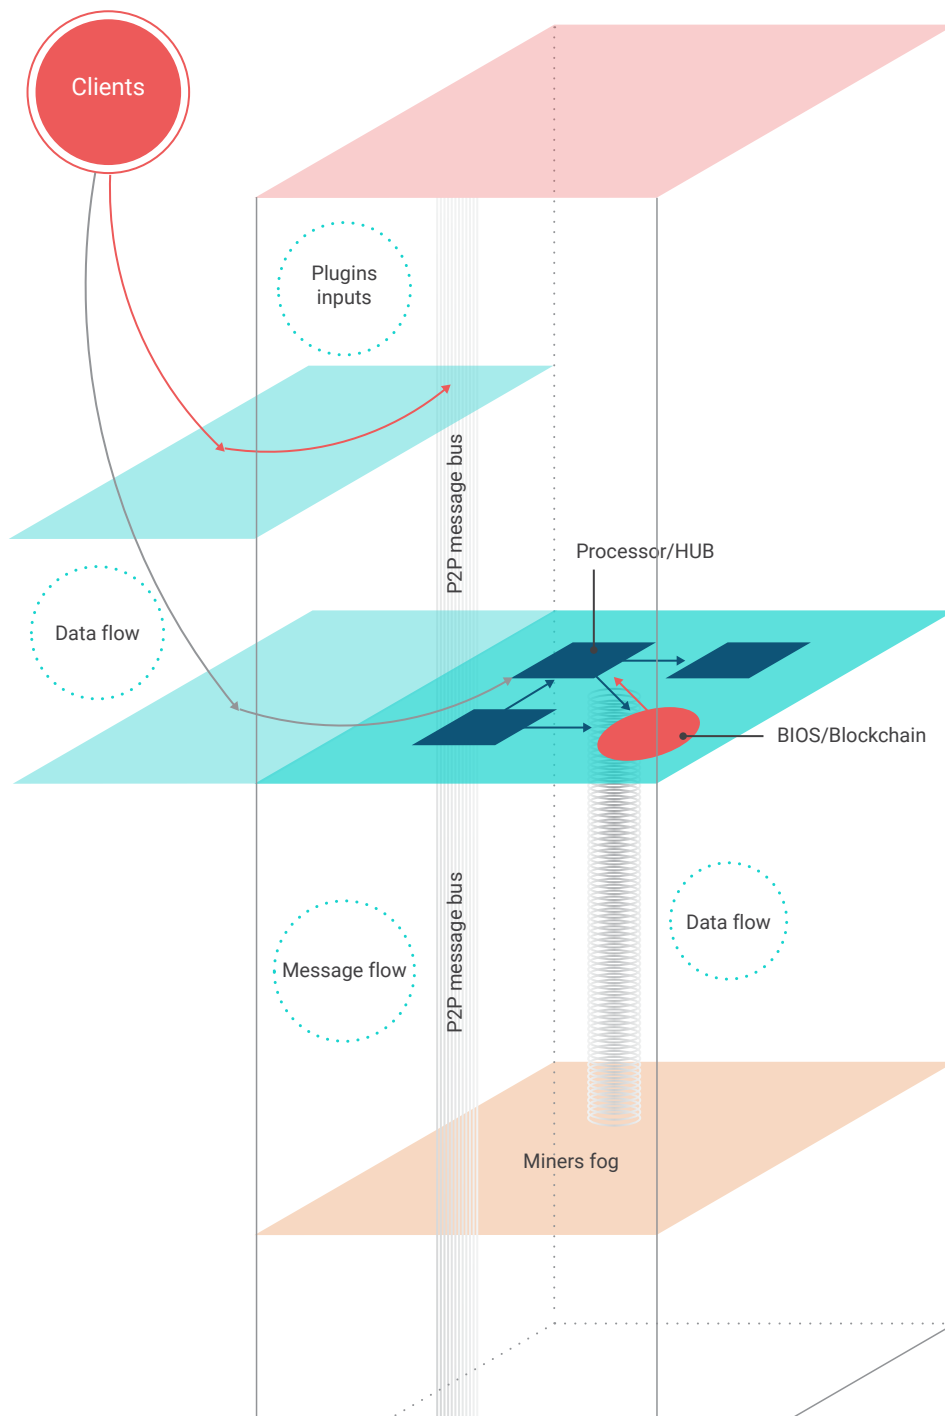 Clients
Plugins
inputs
P2P message bus
Processor/HUB
Data flow
BIOS/Blockchain
P2P message bus
Data flow
Message flow
Miners fog